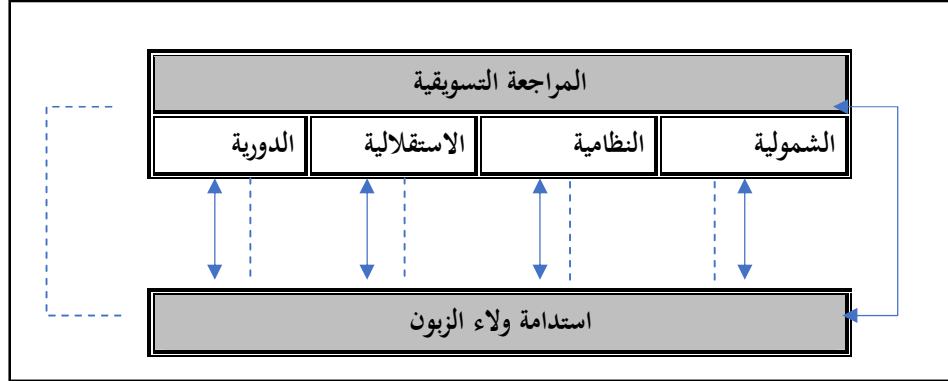 المراجعة التسويقية
الشمولية النظامية الاستقلالية الدورية
استدامة ولاء الزبون